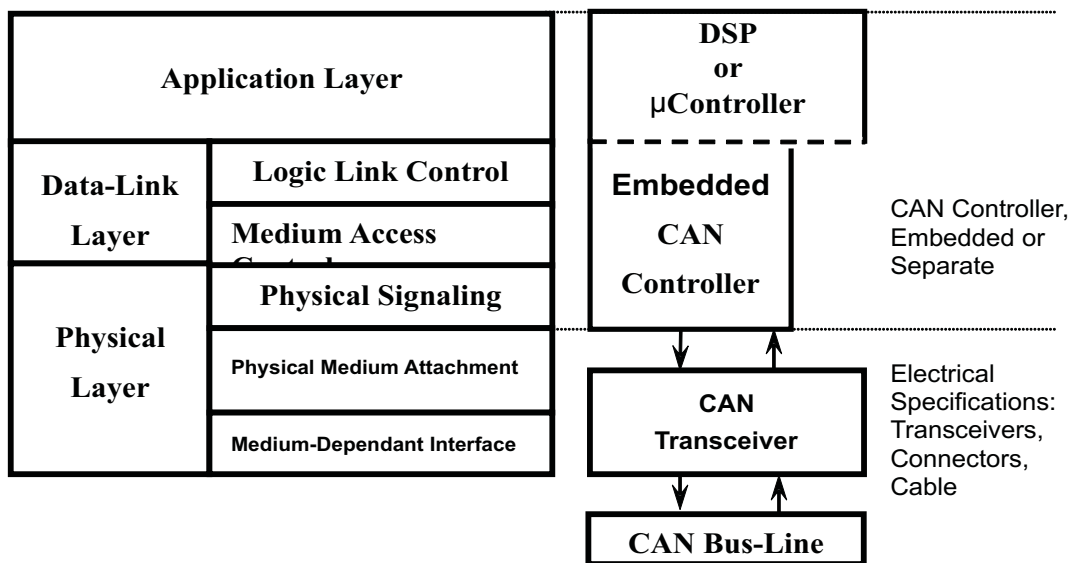 Application Layer
Data-Link
Layer
Logic Link Control
Medium Access
Physical
Layer
Physical Signaling
Physical Medium Attachment
Medium-Dependant Interface
DSP
or
µController
Embedded
CAN
Controller
CAN
Transceiver
CAN Bus-Line
CAN Controller,
Embedded or
Separate
Electrical
Specifications:
Transceivers,
Connectors,
Cable